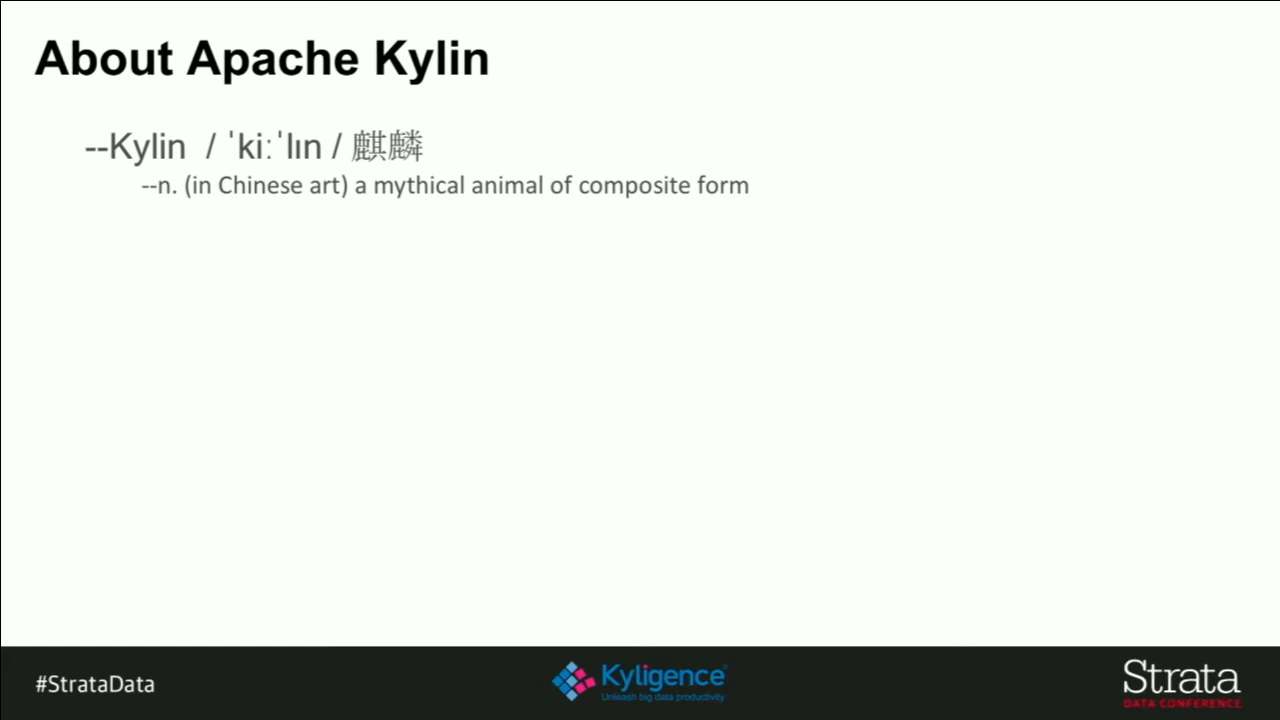 About Apache Kylin
--Kylin / ˈkiːˈlɪn / 麒麟
--n. (in Chinese art) a mythical animal of composite form
#StrataData
Kyligence®
Unleash big data productivity
Strata
DATA CONFERENCE